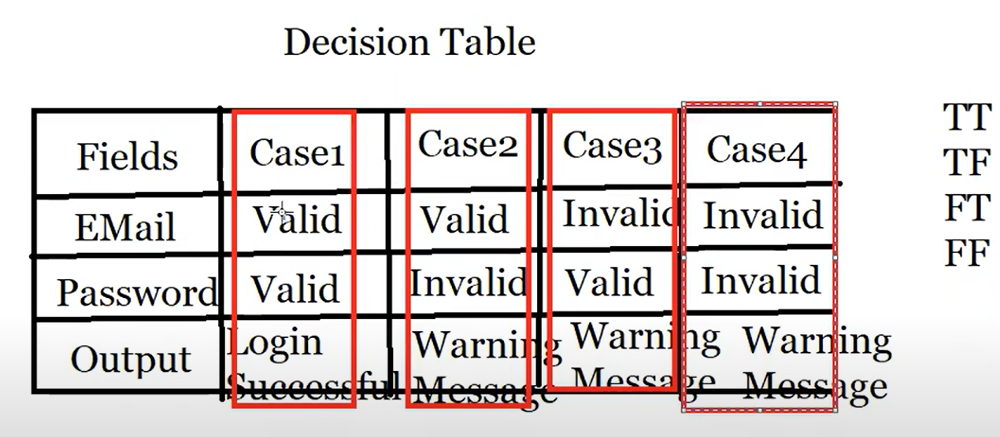 Decision Table
Fields Case1 Case2 Case3 Case4
EMail Valid Valid Invalid Invalid
Password Valid Invalid Valid Invalid
Output Login Successful Warning Message Warning Message Warning Message
TT
TF
FT
FF